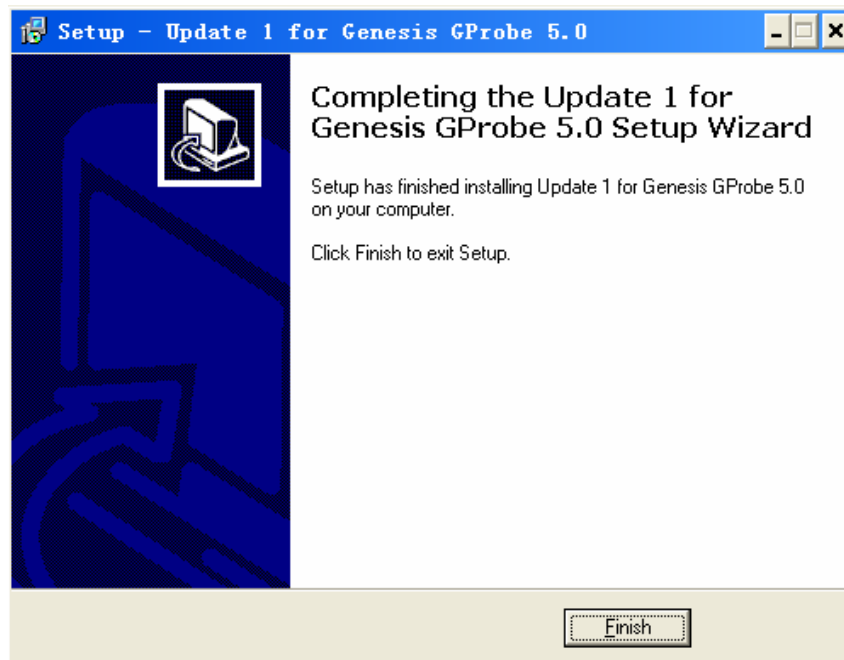 Setup - Update 1 for Genesis GProbe 5.0
Completing the Update 1 for
Genesis GProbe 5.0 Setup Wizard
Setup has finished installing Update 1 for Genesis GProbe 5.0
on your computer.
Click Finish to exit Setup.
Finish